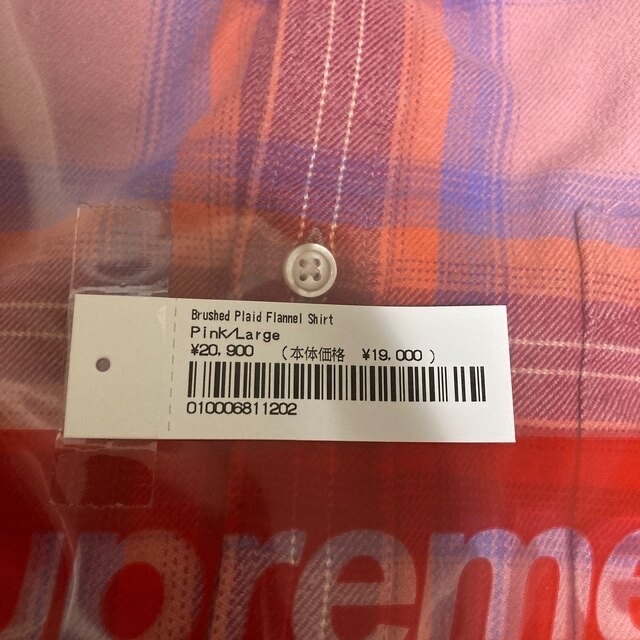 Brushed Plaid Flannel Shirt
Pink/Large
¥20,900 (本体価格 ¥19,000 )
010006811202
upreme